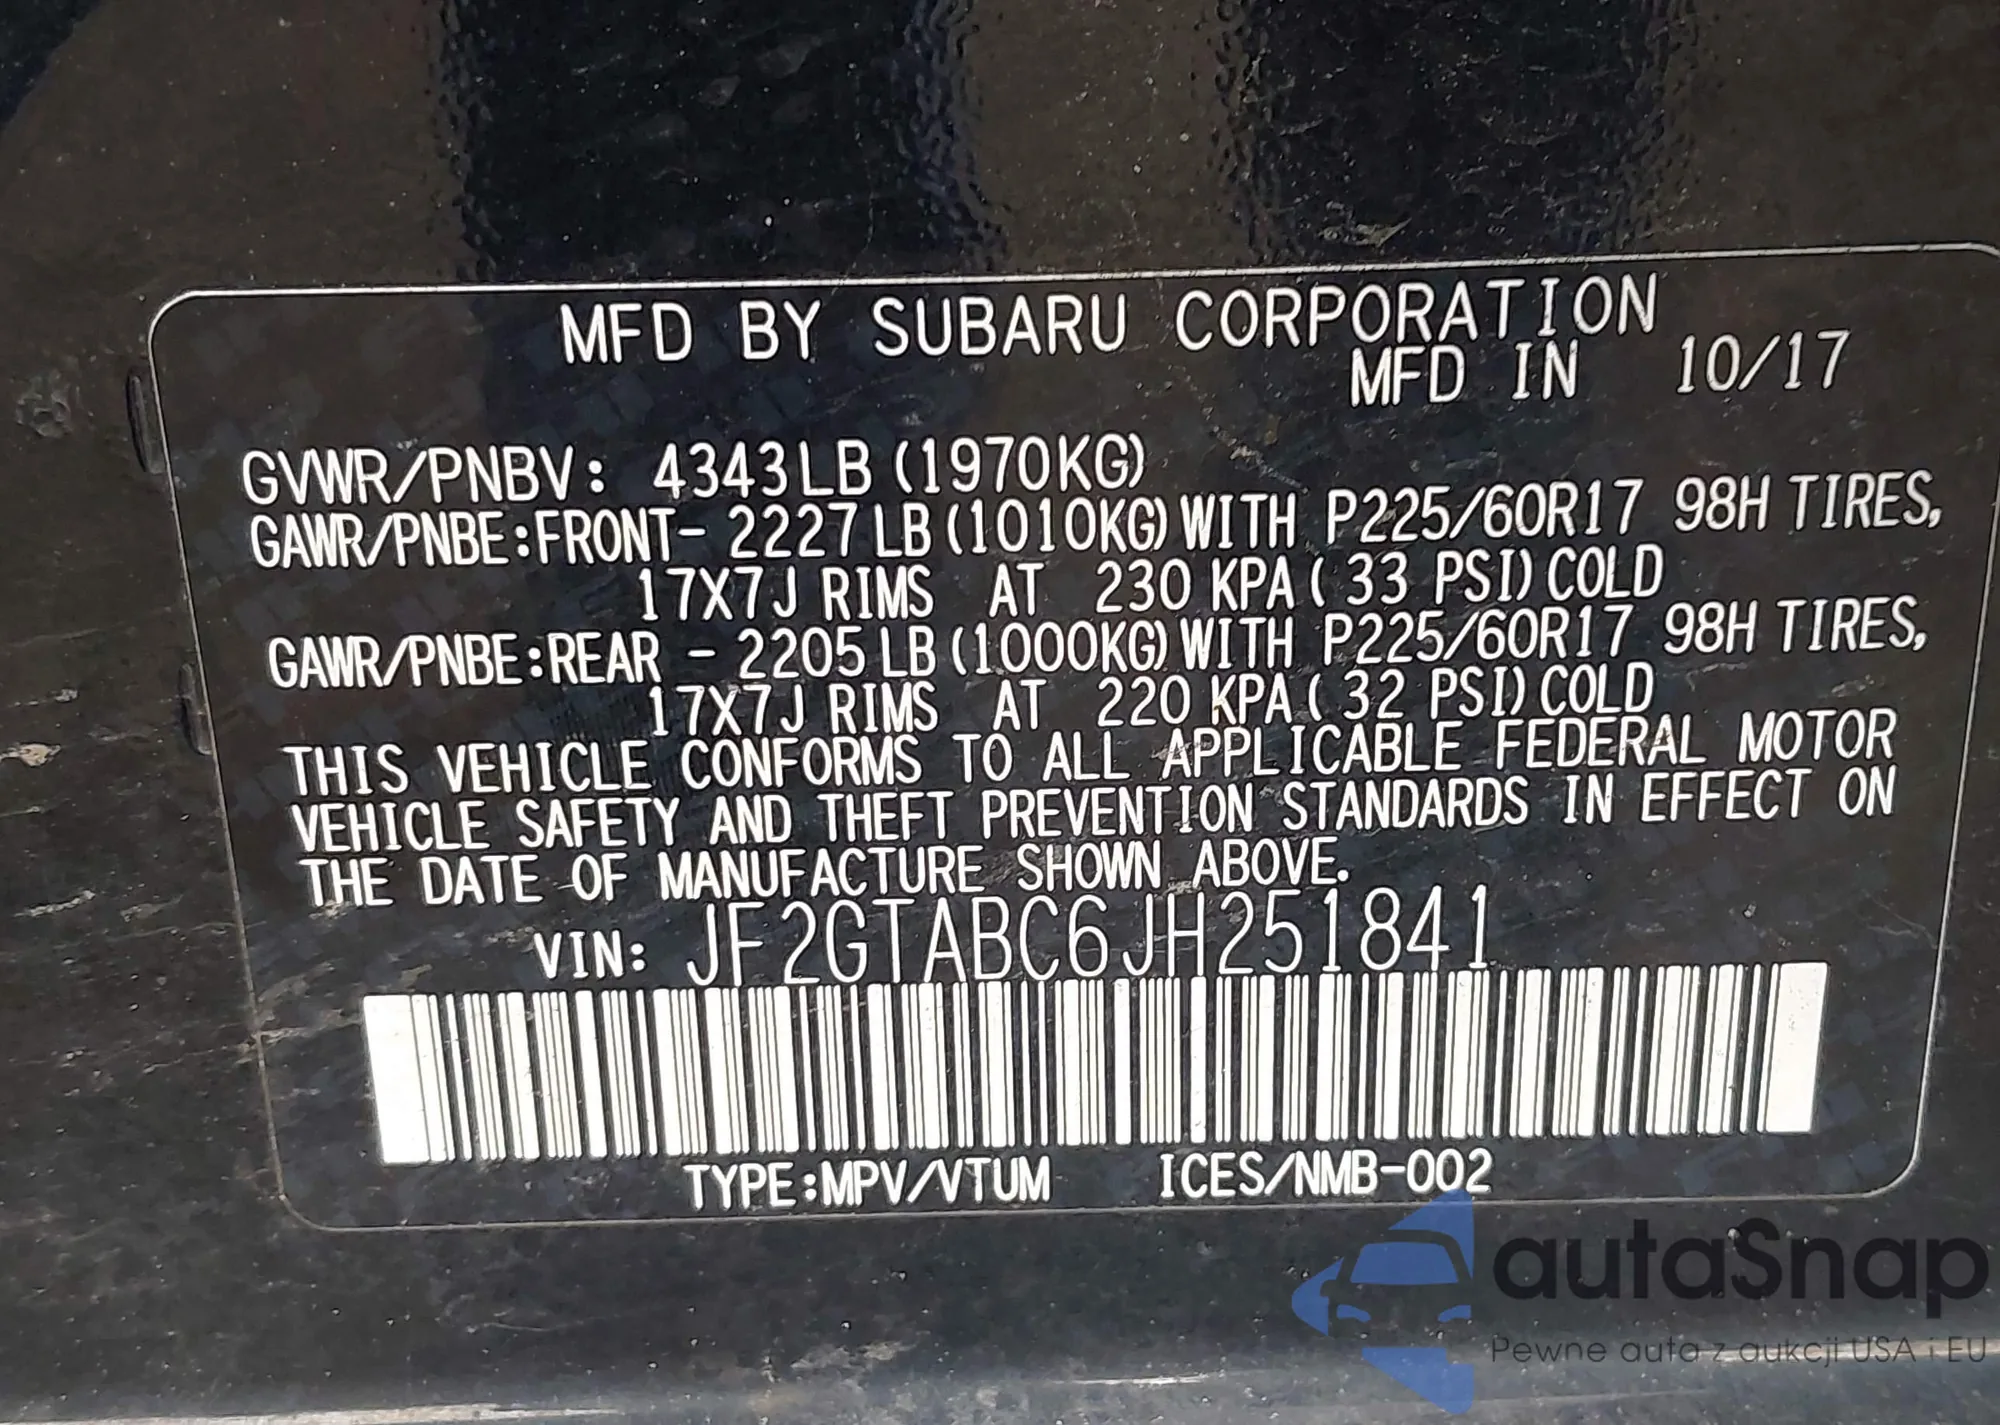 MFD BY SUBARU CORPORATION
MFD IN 10/17
GVWR/PNBV: 4343LB (1970KG)
GAWR/PNBE:FRONT- 2227 LB (1010KG) WITH P225/60R17 98H TIRES,
17X7J RIMS AT 230 KPA ( 33 PSI) COLD
GAWR/PNBE:REAR - 2205 LB (1000KG) WITH P225/60R17 98H TIRES,
17X7J RIMS AT 220 KPA ( 32 PSI) COLD
THIS VEHICLE CONFORMS TO ALL APPLICABLE FEDERAL MOTOR
VEHICLE SAFETY AND THEFT PREVENTION STANDARDS IN EFFECT ON
THE DATE OF MANUFACTURE SHOWN ABOVE.
VIN: JF2GTABC6JH251841
TYPE:MPV/VTUM ICES/NMB-002
autaSnap
Pewne auta z aukcji USA i EU